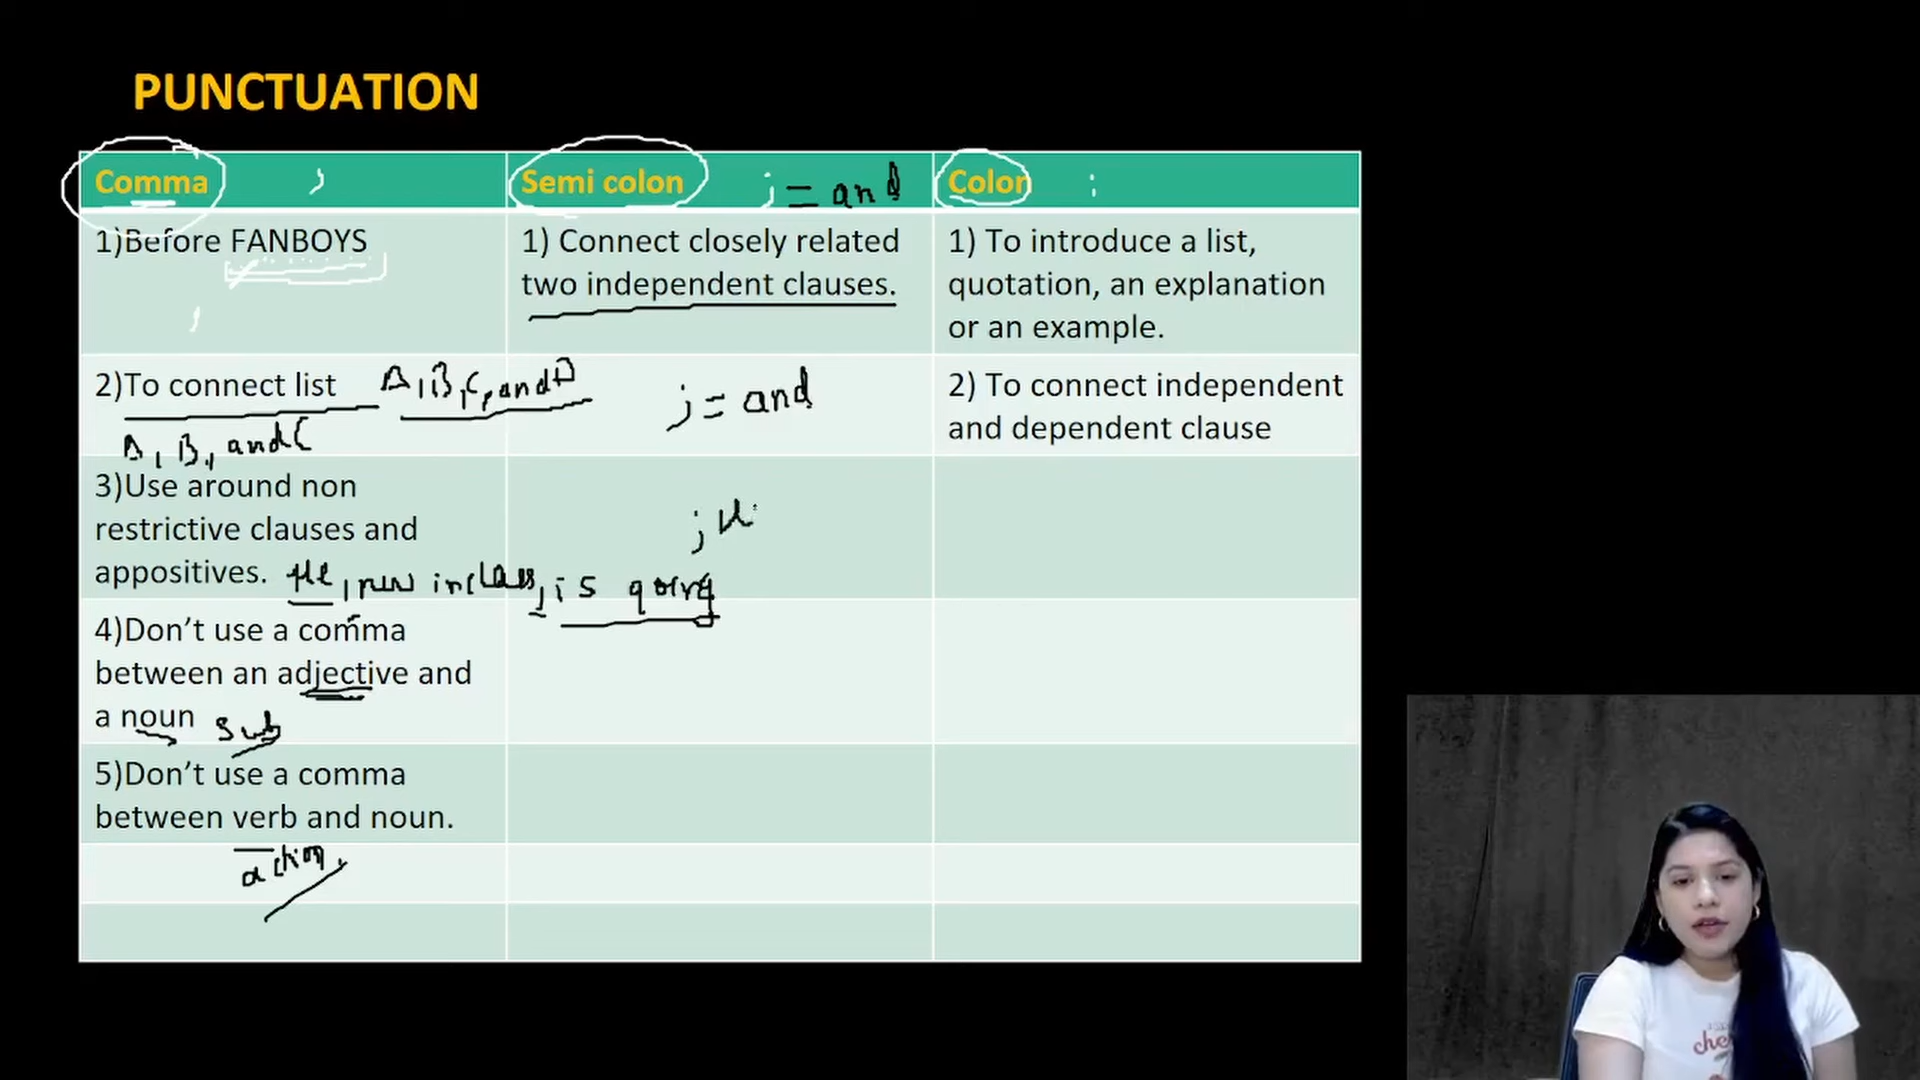 PUNCTUATION
Comma ,
Semi colon ; = and
Colon :
1)Before FANBOYS
,
1) Connect closely related
two independent clauses.
1) To introduce a list,
quotation, an explanation
or an example.
2)To connect list A, B, C, and D
A, B, and C
; = and
2) To connect independent
and dependent clause
3)Use around non
restrictive clauses and
appositives. He, new in class, is going
;
4)Don't use a comma
between an adjective and
a noun sub
5)Don't use a comma
between verb and noun.
action